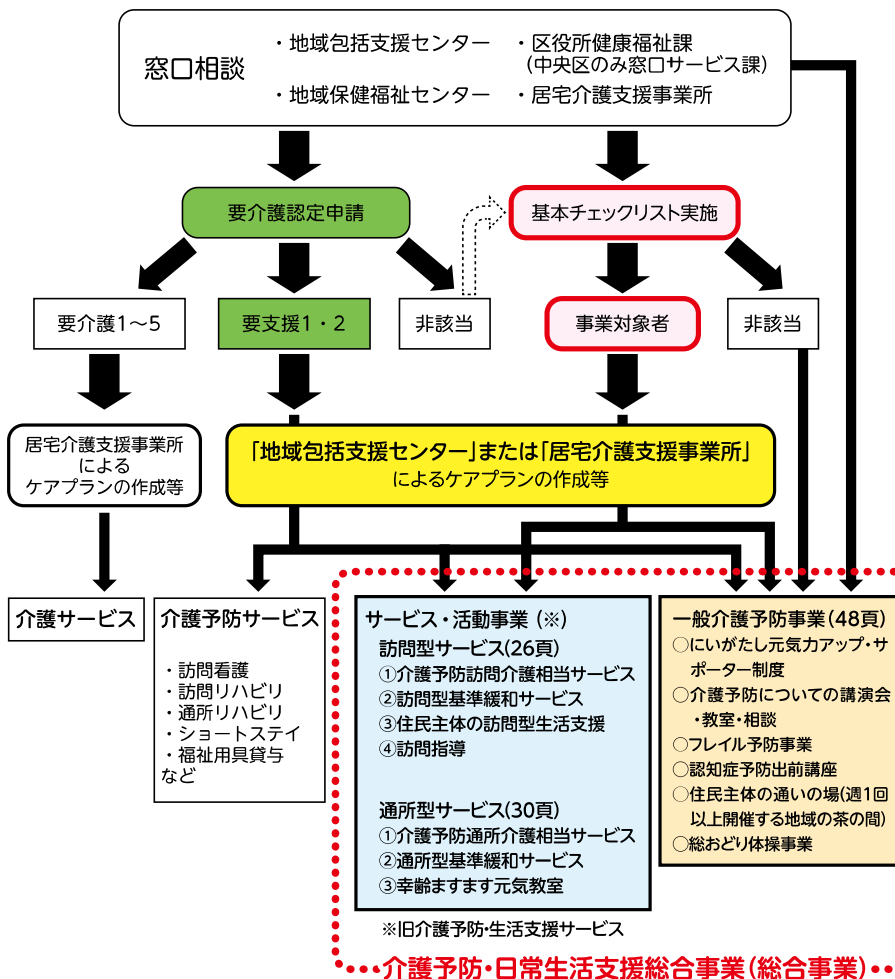 窓口相談
・地域包括支援センター
・区役所健康福祉課
(中央区のみ窓口サービス課)
・地域保健福祉センター
・居宅介護支援事業所
要介護認定申請
基本チェックリスト実施
要介護1～5
要支援1・2
非該当
事業対象者
非該当
居宅介護支援事業所
による
ケアプランの作成等
「地域包括支援センター」または「居宅介護支援事業所」
によるケアプランの作成等
介護サービス
介護予防サービス
・訪問看護
・訪問リハビリ
・通所リハビリ
・ショートステイ
・福祉用具貸与
など
サービス・活動事業（※）
訪問型サービス(26頁)
①介護予防訪問介護相当サービス
②訪問型基準緩和サービス
③住民主体の訪問型生活支援
④訪問指導
通所型サービス(30頁)
①介護予防通所介護相当サービス
②通所型基準緩和サービス
③幸齢ますます元気教室
※旧介護予防・生活支援サービス
一般介護予防事業(48頁)
○にいがたし元気力アップ・サ
ポーター制度
○介護予防についての講演会
・教室・相談
○フレイル予防事業
○認知症予防出前講座
○住民主体の通いの場(週1回
以上開催する地域の茶の間)
○総おどり体操事業
介護予防・日常生活支援総合事業(総合事業)